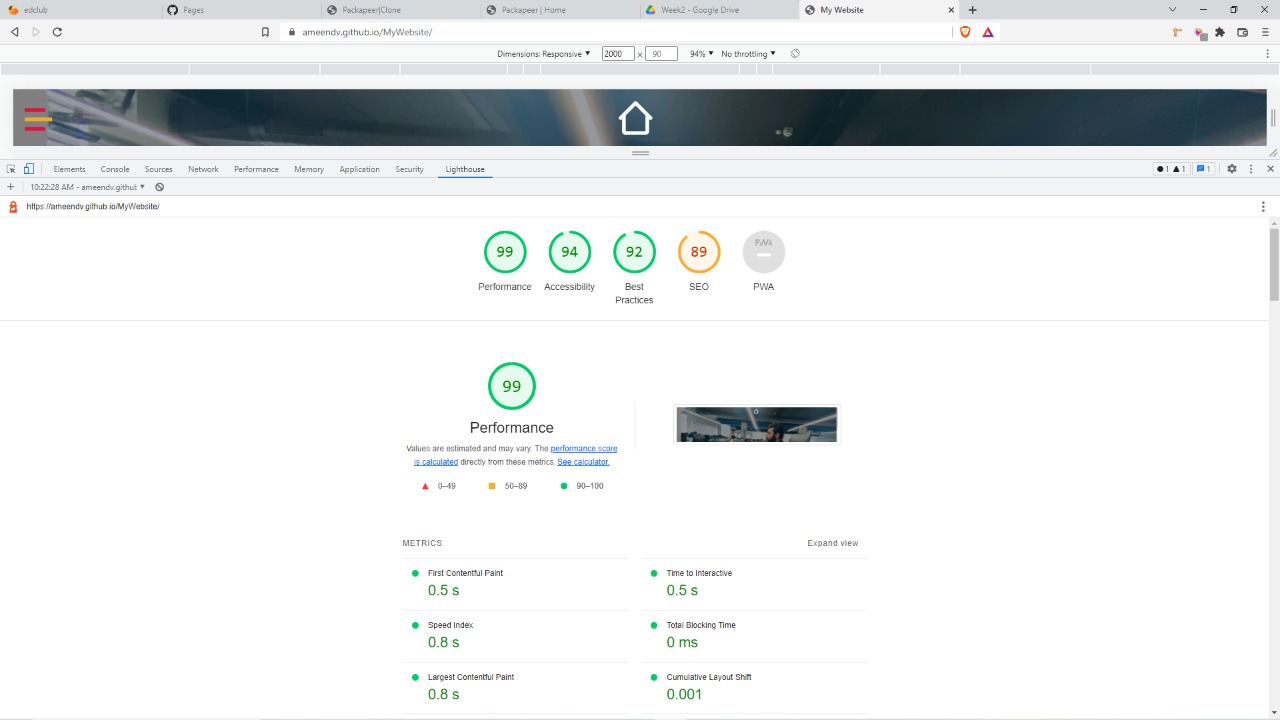 edclub
Pages
Packapeer|Clone
Packapeer | Home
Week2 - Google Drive
My Website
ameendv.github.io/MyWebsite/
Dimensions: Responsive ▼ 2000 × 90 94% ▼ No throttling ▼
Elements Console Sources Network Performance Memory Application Security Lighthouse 1 1 1
10:22:28 AM - ameendv.githul ▼
https://ameendv.github.io/MyWebsite/
99 94 92 89 PWA
Performance Accessibility Best Practices SEO PWA
99
Performance
Values are estimated and may vary. The performance score
is calculated directly from these metrics. See calculator.
0–49 50–89 90–100
METRICS Expand view
First Contentful Paint Time to Interactive
0.5 s 0.5 s
Speed Index Total Blocking Time
0.8 s 0 ms
Largest Contentful Paint Cumulative Layout Shift
0.8 s 0.001